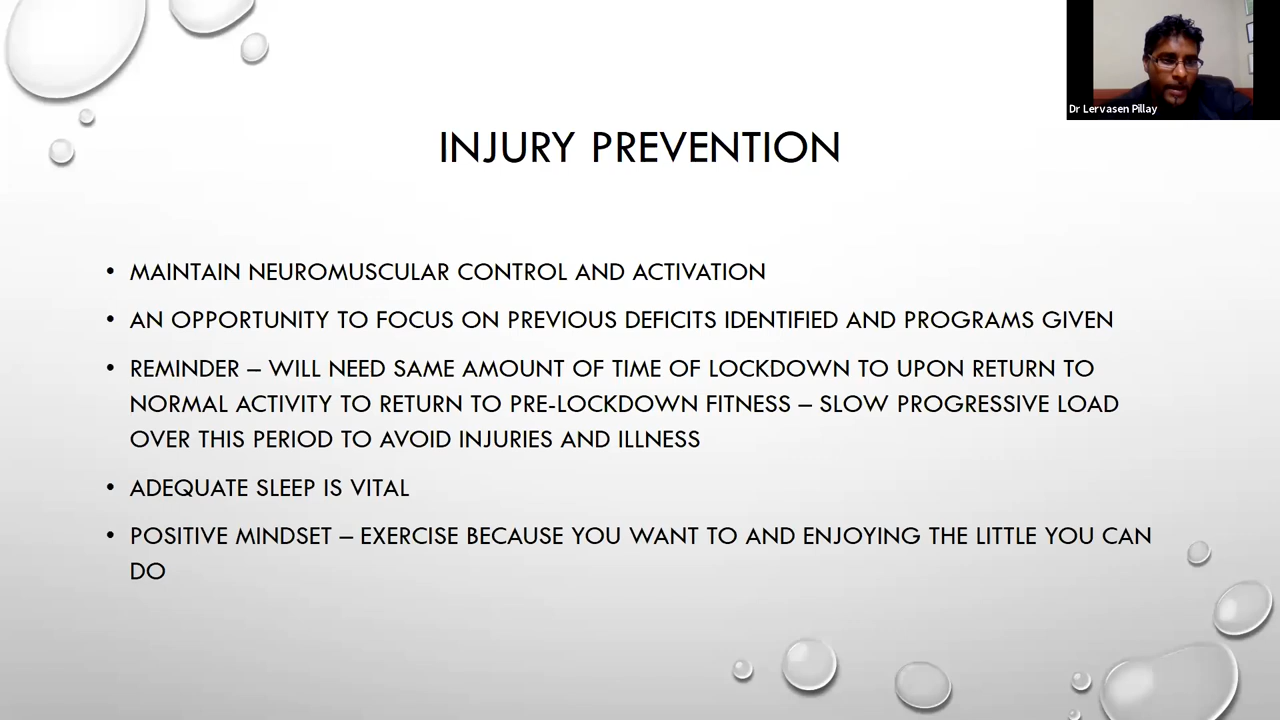 Dr Lervasen Pillay
INJURY PREVENTION
• MAINTAIN NEUROMUSCULAR CONTROL AND ACTIVATION
• AN OPPORTUNITY TO FOCUS ON PREVIOUS DEFICITS IDENTIFIED AND PROGRAMS GIVEN
• REMINDER – WILL NEED SAME AMOUNT OF TIME OF LOCKDOWN TO UPON RETURN TO
NORMAL ACTIVITY TO RETURN TO PRE-LOCKDOWN FITNESS – SLOW PROGRESSIVE LOAD
OVER THIS PERIOD TO AVOID INJURIES AND ILLNESS
• ADEQUATE SLEEP IS VITAL
• POSITIVE MINDSET – EXERCISE BECAUSE YOU WANT TO AND ENJOYING THE LITTLE YOU CAN
DO